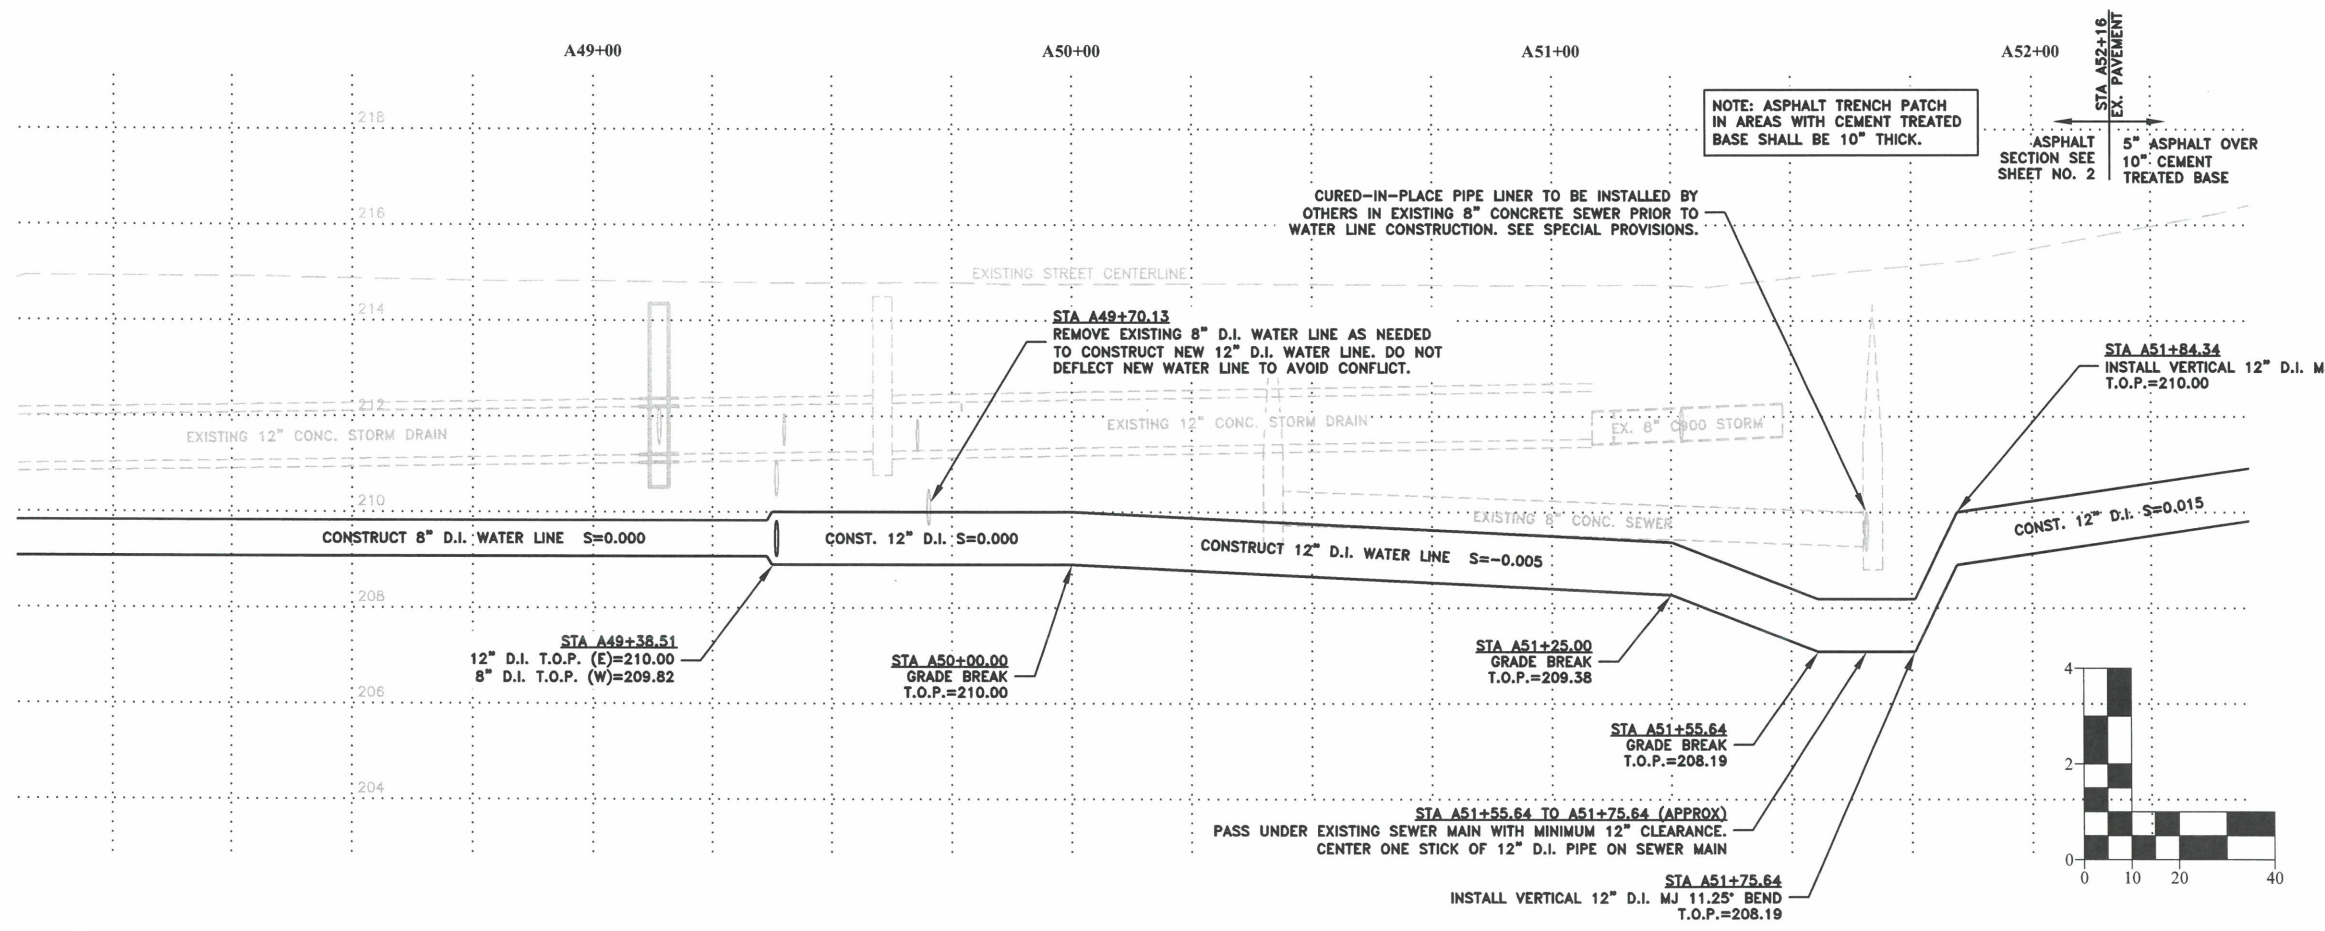 A49+00
A50+00
A51+00
A52+00
STA A52+16
EX. PAVEMENT
218
NOTE: ASPHALT TRENCH PATCH
IN AREAS WITH CEMENT TREATED
BASE SHALL BE 10" THICK.
ASPHALT
SECTION SEE
SHEET NO. 2
5" ASPHALT OVER
10" CEMENT
TREATED BASE
216
CURED-IN-PLACE PIPE LINER TO BE INSTALLED BY
OTHERS IN EXISTING 8" CONCRETE SEWER PRIOR TO
WATER LINE CONSTRUCTION. SEE SPECIAL PROVISIONS.
EXISTING STREET CENTERLINE
214
STA A49+70.13
REMOVE EXISTING 8" D.I. WATER LINE AS NEEDED
TO CONSTRUCT NEW 12" D.I. WATER LINE. DO NOT
DEFLECT NEW WATER LINE TO AVOID CONFLICT.
STA A51+84.34
INSTALL VERTICAL 12" D.I. M
T.O.P.=210.00
212
EXISTING 12" CONC. STORM DRAIN
EXISTING 12" CONC. STORM DRAIN
EX. 8" C900 STORM
210
EXISTING 8" CONC. SEWER
CONST. 12" D.I. S=0.015
CONSTRUCT 8" D.I. WATER LINE S=0.000
CONST. 12" D.I. S=0.000
CONSTRUCT 12" D.I. WATER LINE S=-0.005
208
STA A49+38.51
12" D.I. T.O.P. (E)=210.00
8" D.I. T.O.P. (W)=209.82
STA A50+00.00
GRADE BREAK
T.O.P.=210.00
STA A51+25.00
GRADE BREAK
T.O.P.=209.38
206
STA A51+55.64
GRADE BREAK
T.O.P.=208.19
204
STA A51+55.64 TO A51+75.64 (APPROX)
PASS UNDER EXISTING SEWER MAIN WITH MINIMUM 12" CLEARANCE.
CENTER ONE STICK OF 12" D.I. PIPE ON SEWER MAIN
STA A51+75.64
INSTALL VERTICAL 12" D.I. MJ 11.25° BEND
T.O.P.=208.19
4
2
0
0 10 20 40